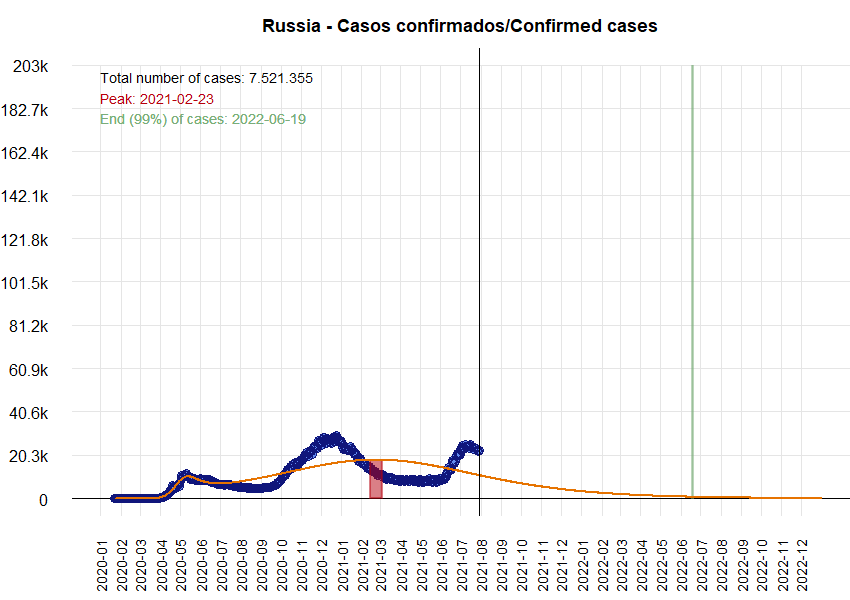 Russia - Casos confirmados/Confirmed cases
203k
182.7k
162.4k
142.1k
121.8k
101.5k
81.2k
60.9k
40.6k
20.3k
0
Total number of cases: 7.521.355
Peak: 2021-02-23
End (99%) of cases: 2022-06-19
2020-01
2020-02
2020-03
2020-04
2020-05
2020-06
2020-07
2020-08
2020-09
2020-10
2020-11
2020-12
2021-01
2021-02
2021-03
2021-04
2021-05
2021-06
2021-07
2021-08
2021-09
2021-10
2021-11
2021-12
2022-01
2022-02
2022-03
2022-04
2022-05
2022-06
2022-07
2022-08
2022-09
2022-10
2022-11
2022-12